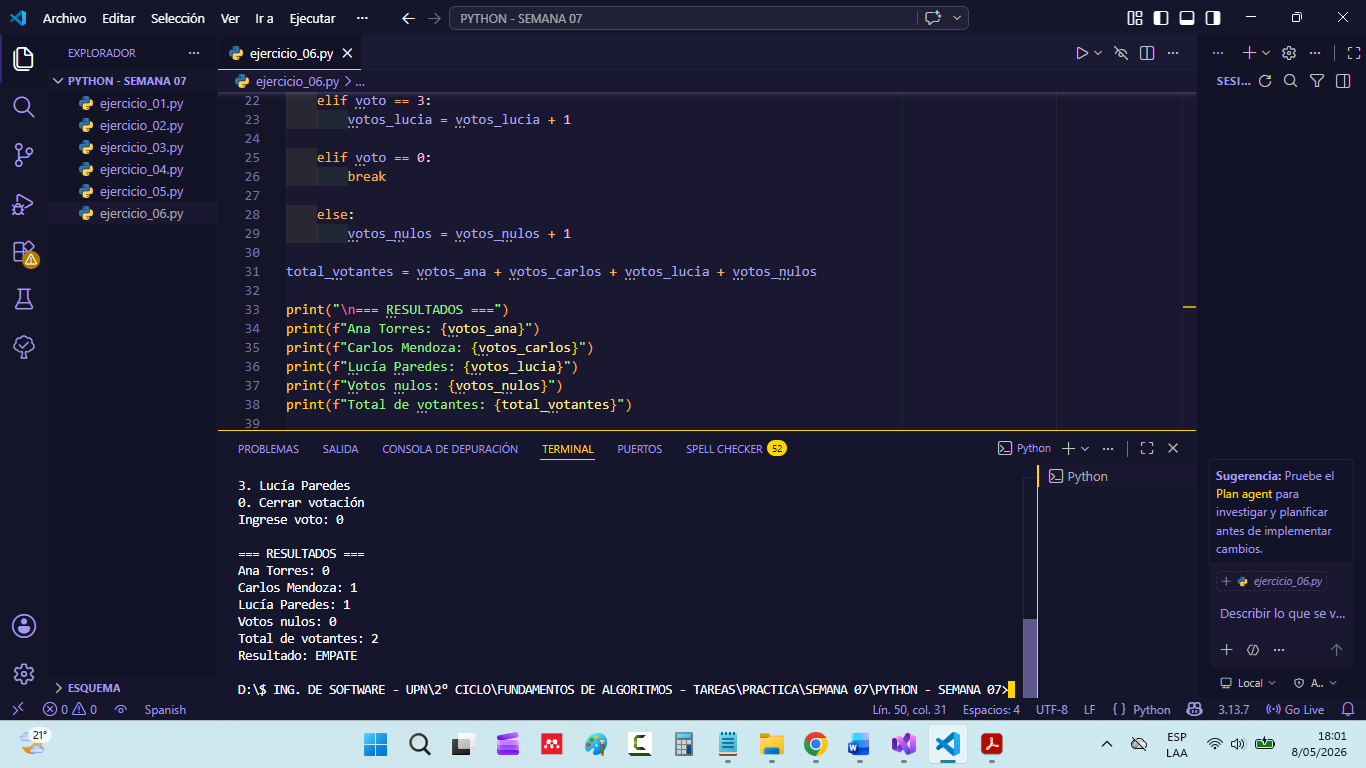 Archivo Editar Selección Ver Ir a Ejecutar ··· PYTHON - SEMANA 07
EXPLORADOR ···
PYTHON - SEMANA 07
ejercicio_01.py
ejercicio_02.py
ejercicio_03.py
ejercicio_04.py
ejercicio_05.py
ejercicio_06.py
ESQUEMA
ejercicio_06.py
ejercicio_06.py > ...
22 elif voto == 3:
23 votos_lucia = votos_lucia + 1
24
25 elif voto == 0:
26 break
27
28 else:
29 votos_nulos = votos_nulos + 1
30
31 total_votantes = votos_ana + votos_carlos + votos_lucia + votos_nulos
32
33 print("\n=== RESULTADOS ===")
34 print(f"Ana Torres: {votos_ana}")
35 print(f"Carlos Mendoza: {votos_carlos}")
36 print(f"Lucía Paredes: {votos_lucia}")
37 print(f"Votos nulos: {votos_nulos}")
38 print(f"Total de votantes: {total_votantes}")
39
PROBLEMAS SALIDA CONSOLA DE DEPURACIÓN TERMINAL PUERTOS SPELL CHECKER 52 Python
3. Lucía Paredes
0. Cerrar votación
Ingrese voto: 0
=== RESULTADOS ===
Ana Torres: 0
Carlos Mendoza: 1
Lucía Paredes: 1
Votos nulos: 0
Total de votantes: 2
Resultado: EMPATE
D:\$ ING. DE SOFTWARE - UPN\2º CICLO\FUNDAMENTOS DE ALGORITMOS - TAREAS\PRACTICA\SEMANA 07\PYTHON - SEMANA 07>
Python
SESI...
Sugerencia: Pruebe el
Plan agent para
investigar y planificar
antes de implementar
cambios.
ejercicio_06.py
Describir lo que se v...
Local A..
0 0 Spanish Lín. 50, col. 31 Espacios: 4 UTF-8 LF {} Python 3.13.7 Go Live
21° ESP
LAA
18:01
8/05/2026